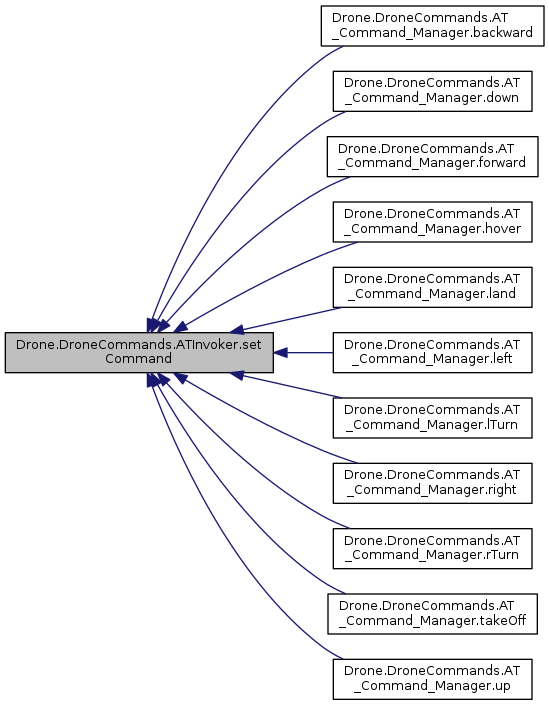 Drone.DroneCommands.AT
_Command_Manager.backward
Drone.DroneCommands.AT
_Command_Manager.down
Drone.DroneCommands.AT
_Command_Manager.forward
Drone.DroneCommands.AT
_Command_Manager.hover
Drone.DroneCommands.AT
_Command_Manager.land
Drone.DroneCommands.ATInvoker.set
Command
Drone.DroneCommands.AT
_Command_Manager.left
Drone.DroneCommands.AT
_Command_Manager.lTurn
Drone.DroneCommands.AT
_Command_Manager.right
Drone.DroneCommands.AT
_Command_Manager.rTurn
Drone.DroneCommands.AT
_Command_Manager.takeOff
Drone.DroneCommands.AT
_Command_Manager.up